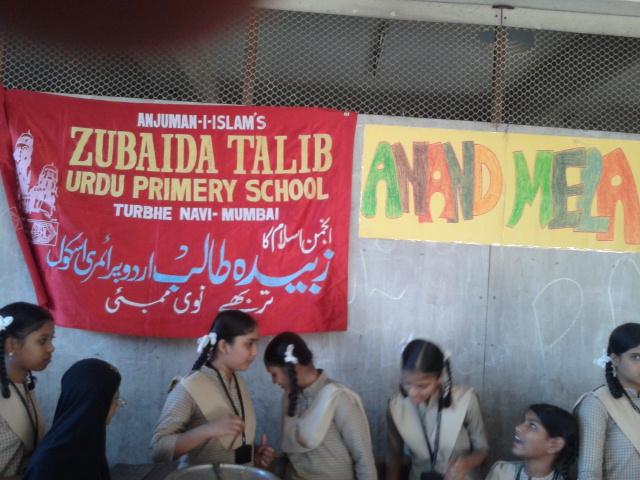 ANJUMAN-I-ISLAM'S
ZUBAIDA TALIB
URDU PRIMERY SCHOOL
TURBHE NAVI-MUMBAI
انجمن اسلام کا
زبیدہ طالب اردو پرائمری اسکول
تربھے نوی ممبئی
ANAND MELA